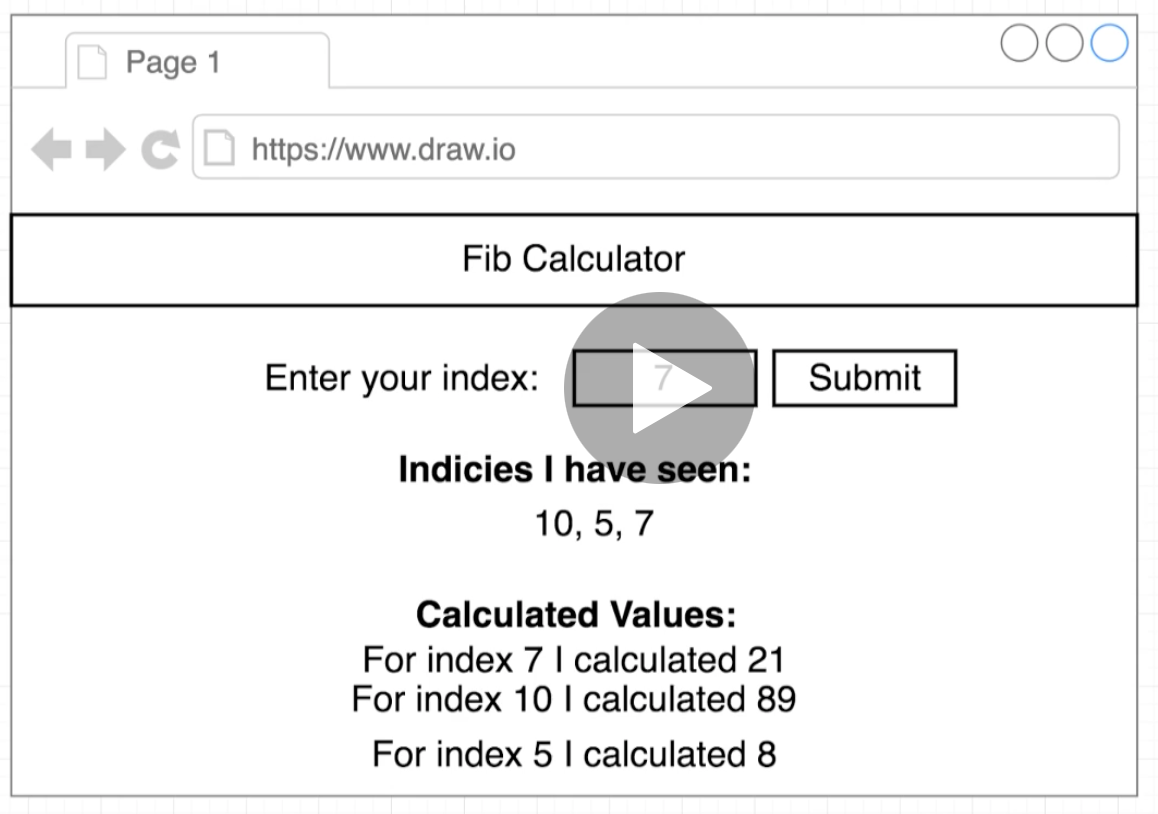 Page 1
https://www.draw.io
Fib Calculator
Enter your index: 7 Submit
Indicies I have seen:
10, 5, 7
Calculated Values:
For index 7 I calculated 21
For index 10 I calculated 89
For index 5 I calculated 8